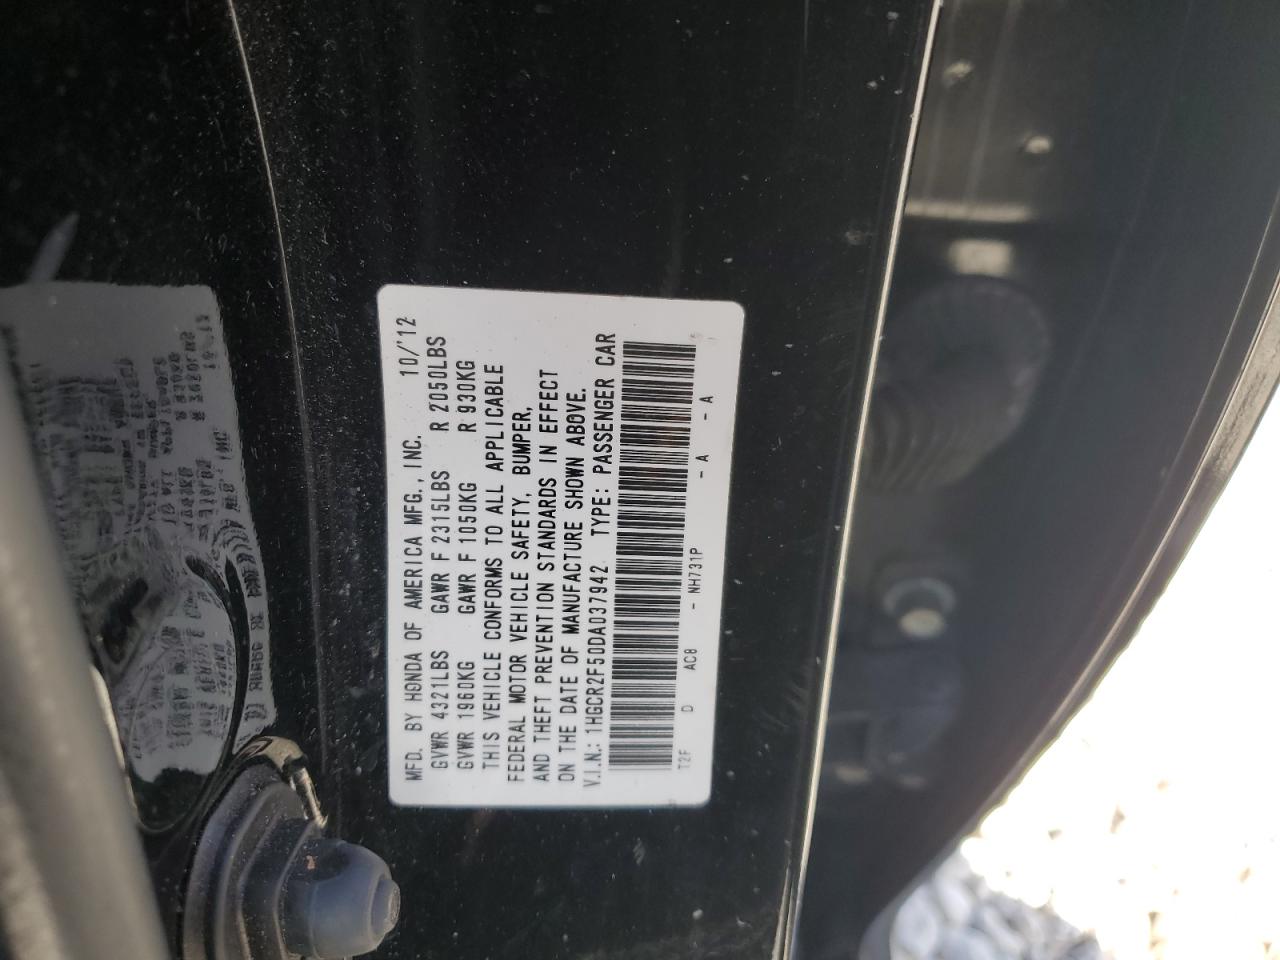 MFD. BY HONDA OF AMERICA MFG., INC. 10/'12
GVWR 4321LBS GAWR F 2315LBS R 2050LBS
GVWR 1960KG GAWR F 1050KG R 930KG
THIS VEHICLE CONFORMS TO ALL APPLICABLE
FEDERAL MOTOR VEHICLE SAFETY, BUMPER,
AND THEFT PREVENTION STANDARDS IN EFFECT
ON THE DATE OF MANUFACTURE SHOWN ABOVE.
V.I.N.: 1HGCR2F50DA037942 TYPE: PASSENGER CAR
T2F D AC8 - NH731P - A - A